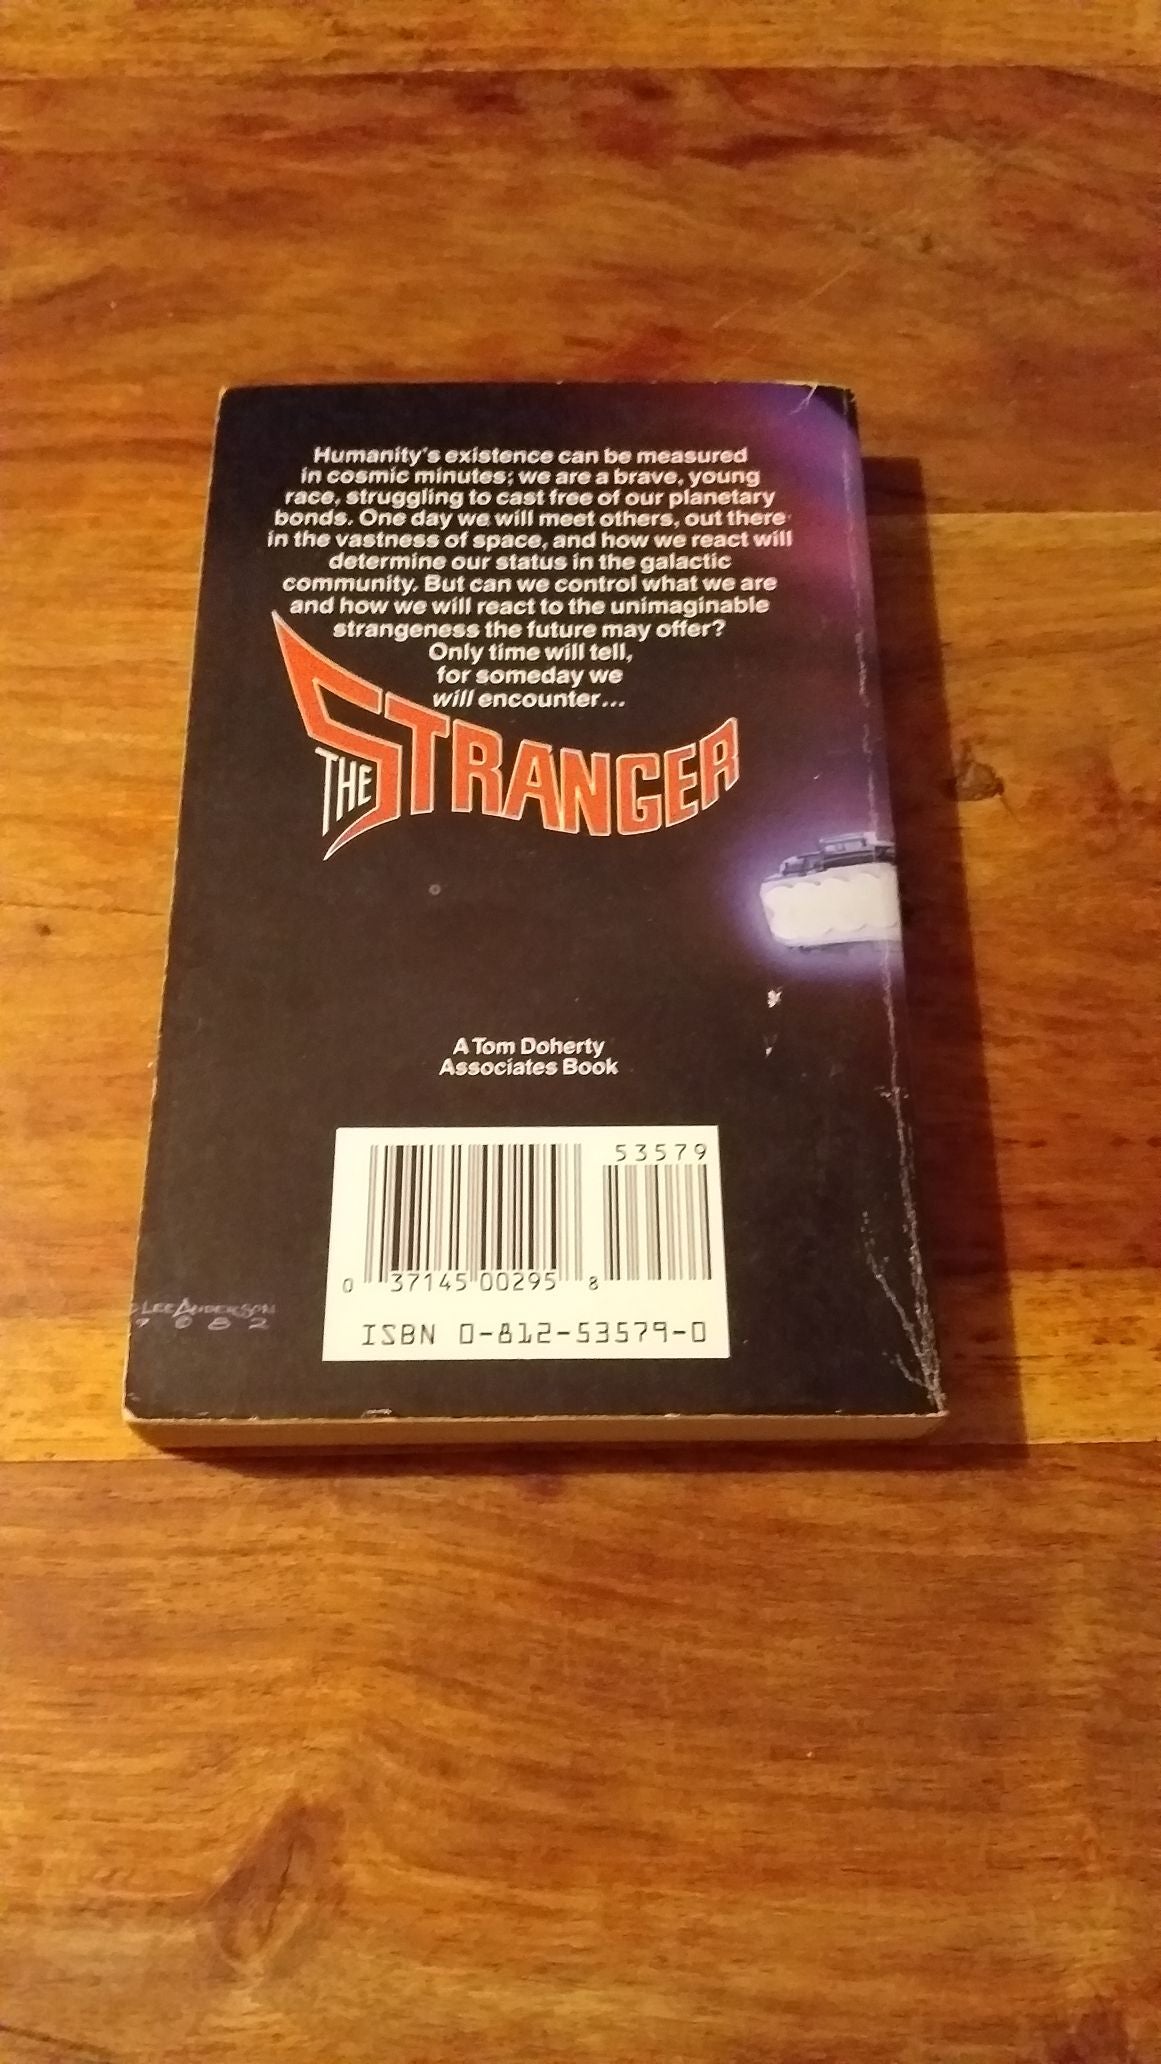 Humanity's existence can be measured
in cosmic minutes; we are a brave, young
race, struggling to cast free of our planetary
bonds. One day we will meet others, out there
in the vastness of space, and how we react will
determine our status in the galactic
community. But can we control what we are
and how we will react to the unimaginable
strangeness the future may offer?
Only time will tell,
for someday we
will encounter...
THE STRANGER
A Tom Doherty
Associates Book
53579
0 37145 00295 8
ISBN 0-812-53579-0
LEE ANDERSON